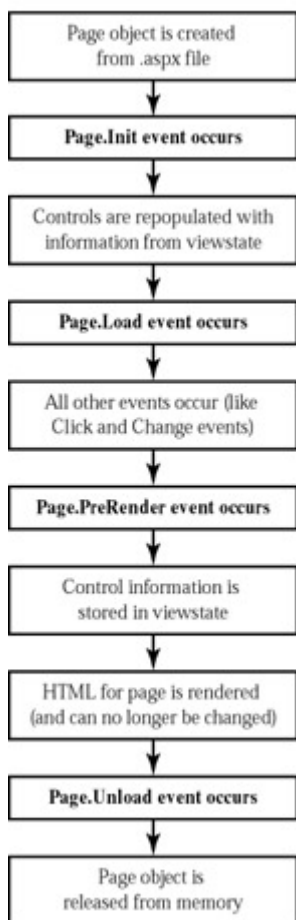 Page object is created
from .aspx file
Page.Init event occurs
Controls are repopulated with
information from viewstate
Page.Load event occurs
All other events occur (like
Click and Change events)
Page.PreRender event occurs
Control information is
stored in viewstate
HTML for page is rendered
(and can no longer be changed)
Page.Unload event occurs
Page object is
released from memory